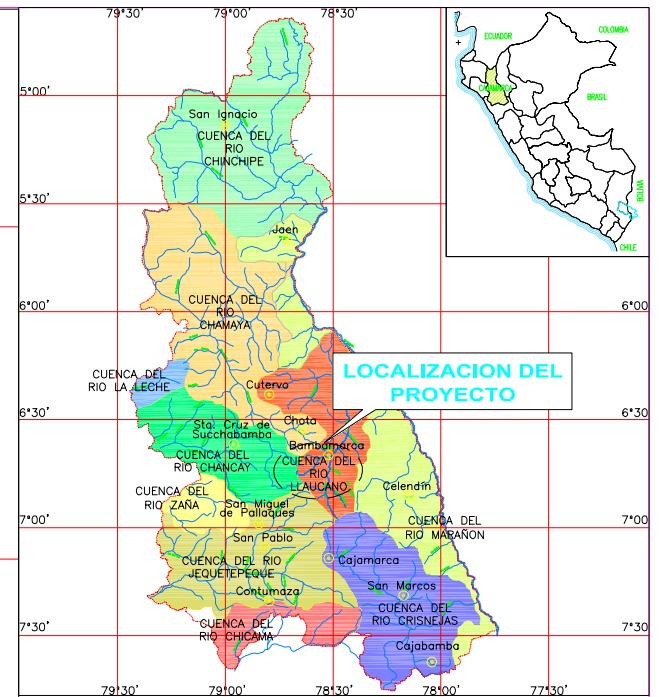 79°30'
79°00'
78°30'
5°00'
5°30'
6°00'
6°00'
6°30'
6°30'
7°00'
7°00'
7°30'
7°30'
ECUADOR
COLOMBIA
CAJAMARCA
BRASIL
BOLIVIA
CHILE
San Ignacio
CUENCA DEL
RIO
CHINCHIPE
Jaen
CUENCA DEL
RIO
CHAMAYA
LOCALIZACION DEL
PROYECTO
CUENCA DEL
RIO LA LECHE
Cutervo
Sta. Cruz de
Succhabamba
Chota
Bambamarca
CUENCA DEL
RIO CHANCAY
CUENCA DEL
RIO
LLAUCANO
Celendín
CUENCA DEL
RIO ZAÑA
San Miguel
de Pallaques
San Pablo
CUENCA DEL
RIO MARAÑON
CUENCA DEL RIO
JEQUETEPEQUE
Cajamarca
Contumaza
San Marcos
CUENCA DEL
RIO CRISNEJAS
CUENCA DEL
RIO CHICAMA
Cajabamba
79°30'
79°00'
78°30'
78°00'
77°30'